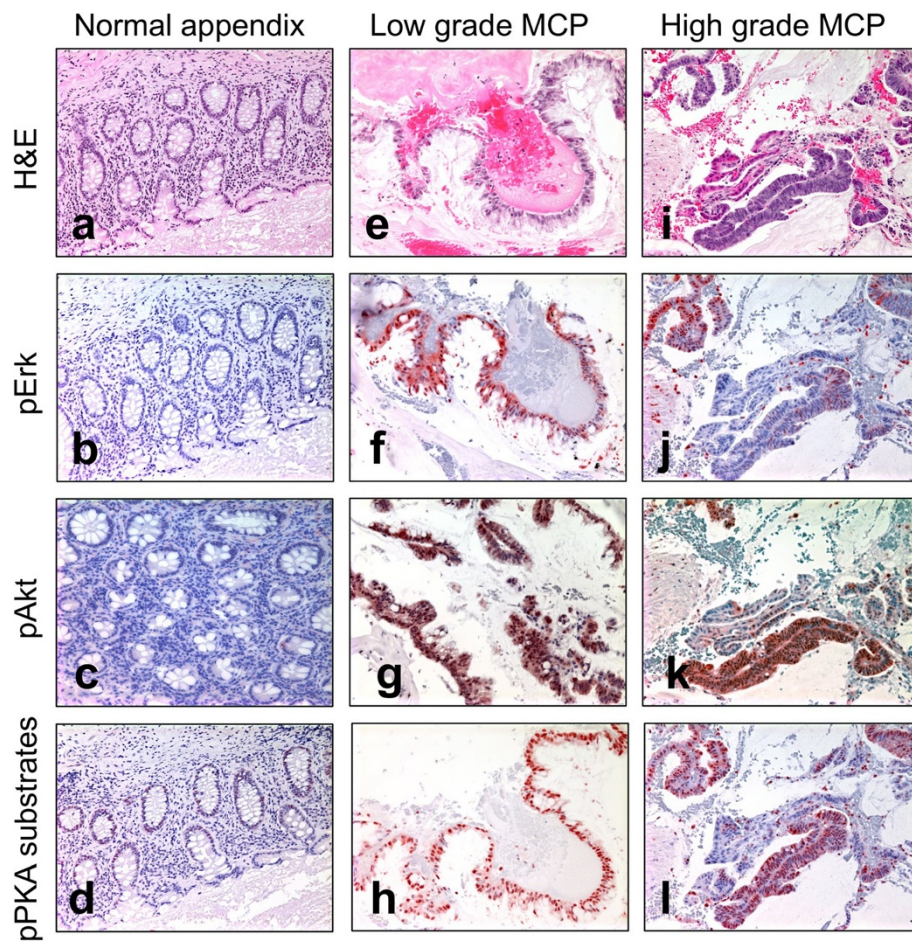 Normal appendix Low grade MCP High grade MCP
H&E
a e i
pErk
b f j
pAkt
c g k
pPKA substrates
d h l